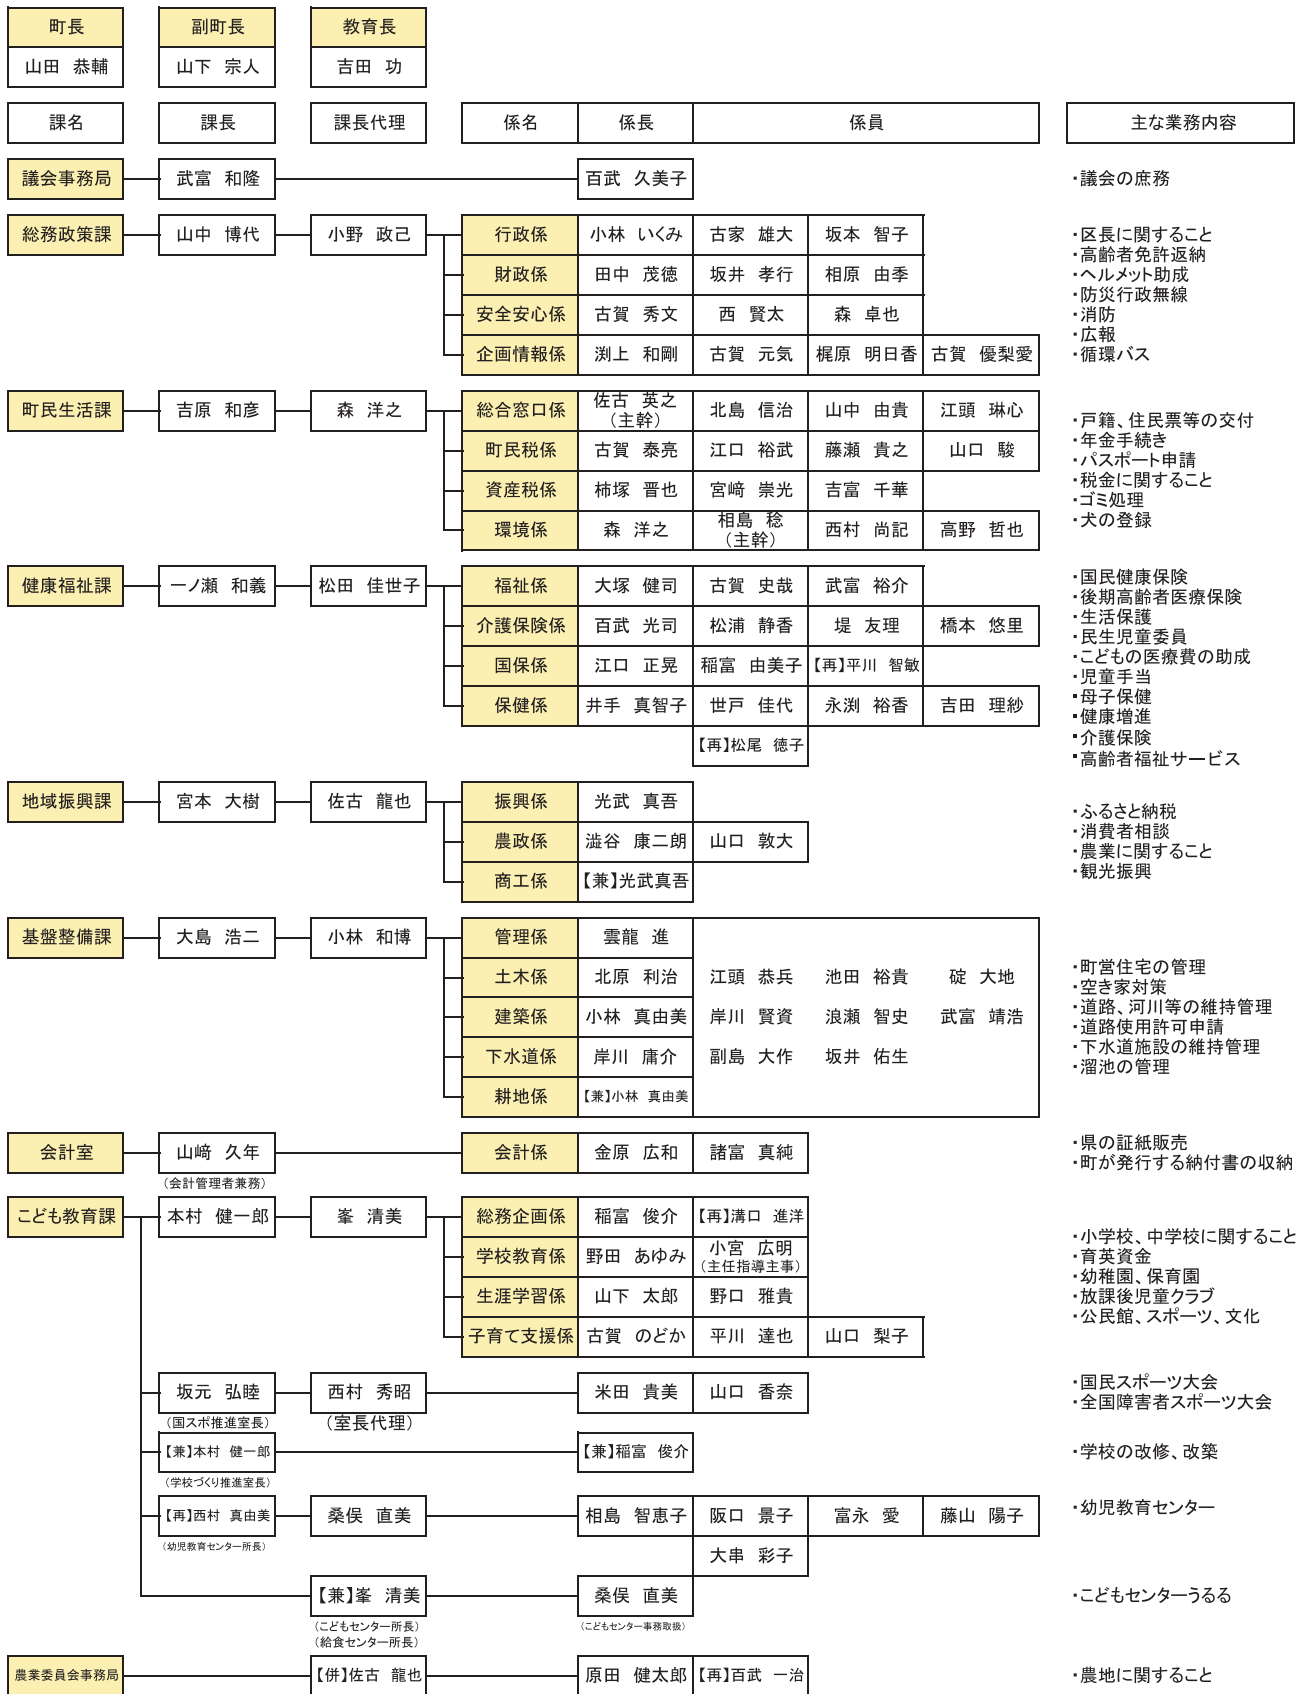 町長 副町長 教育長
山田 恭輔 山下 宗人 吉田 功
課名 課長 課長代理 係名 係長 係員 主な業務内容
議会事務局 武富 和隆 百武 久美子 ・議会の庶務
総務政策課 山中 博代 小野 政己 行政係 小林 いくみ 古家 雄大 坂本 智子 ・区長に関すること
・高齢者免許返納
財政係 田中 茂徳 坂井 孝行 相原 由季 ・ヘルメット助成
・防災行政無線
安全安心係 古賀 秀文 西 賢太 森 卓也 ・消防
・広報
企画情報係 渕上 和剛 古賀 元気 梶原 明日香 古賀 優梨愛 ・循環バス
町民生活課 吉原 和彦 森 洋之 総合窓口係 佐古 英之 北島 信治 山中 由貴 江頭 琳心
（主幹）
・戸籍、住民票等の交付
・年金手続き
町民税係 古賀 泰亮 江口 裕武 藤瀬 貴之 山口 駿
・パスポート申請
・税金に関すること
資産税係 柿塚 晋也 宮﨑 崇光 吉富 千華
・ゴミ処理
・犬の登録
環境係 森 洋之 相島 稔 西村 尚記 高野 哲也
（主幹）
健康福祉課 一ノ瀬 和義 松田 佳世子 福祉係 大塚 健司 古賀 史哉 武富 裕介
・国民健康保険
・後期高齢者医療保険
・生活保護
介護保険係 百武 光司 松浦 静香 堤 友理 橋本 悠里
・民生児童委員
・こどもの医療費の助成
国保係 江口 正晃 稲富 由美子 【再】平川 智敏
・児童手当
・母子保健
保健係 井手 真智子 世戸 佳代 永渕 裕香 吉田 理紗
・健康増進
・介護保険
【再】松尾 徳子
・高齢者福祉サービス
地域振興課 宮本 大樹 佐古 龍也 振興係 光武 真吾
・ふるさと納税
・消費者相談
農政係 澁谷 康二朗 山口 敦大
・農業に関すること
・観光振興
商工係 【兼】光武真吾
基盤整備課 大島 浩二 小林 和博 管理係 雲龍 進
土木係 北原 利治 江頭 恭兵 池田 裕貴 碇 大地
・町営住宅の管理
・空き家対策
・道路、河川等の維持管理
建築係 小林 真由美 岸川 賢資 浪瀬 智史 武富 靖浩
・道路使用許可申請
・下水道施設の維持管理
下水道係 岸川 庸介 副島 大作 坂井 佑生
・溜池の管理
耕地係 【兼】小林 真由美
会計室 山﨑 久年 会計係 金原 広和 諸富 真純
（会計管理者兼務）
・県の証紙販売
・町が発行する納付書の収納
こども教育課 本村 健一郎 峯 清美 総務企画係 稲富 俊介 【再】溝口 進洋
・小学校、中学校に関すること
学校教育係 野田 あゆみ 小宮 広明
（主任指導主事）
・育英資金
・幼稚園、保育園
生涯学習係 山下 太郎 野口 雅貴
・放課後児童クラブ
・公民館、スポーツ、文化
子育て支援係 古賀 のどか 平川 達也 山口 梨子
坂元 弘睦 西村 秀昭 米田 貴美 山口 香奈
（国スポ推進室長） （室長代理）
・国民スポーツ大会
・全国障害者スポーツ大会
【兼】本村 健一郎 【兼】稲富 俊介 ・学校の改修、改築
（学校づくり推進室長）
【再】西村 真由美 桑俣 直美 相島 智恵子 阪口 景子 富永 愛 藤山 陽子 ・幼児教育センター
（幼児教育センター所長）
大串 彩子
【兼】峯 清美 桑俣 直美 ・こどもセンターうるる
（こどもセンター所長） （こどもセンター事務取扱）
（給食センター所長）
農業委員会事務局 【併】佐古 龍也 原田 健太郎 【再】百武 一治 ・農地に関すること